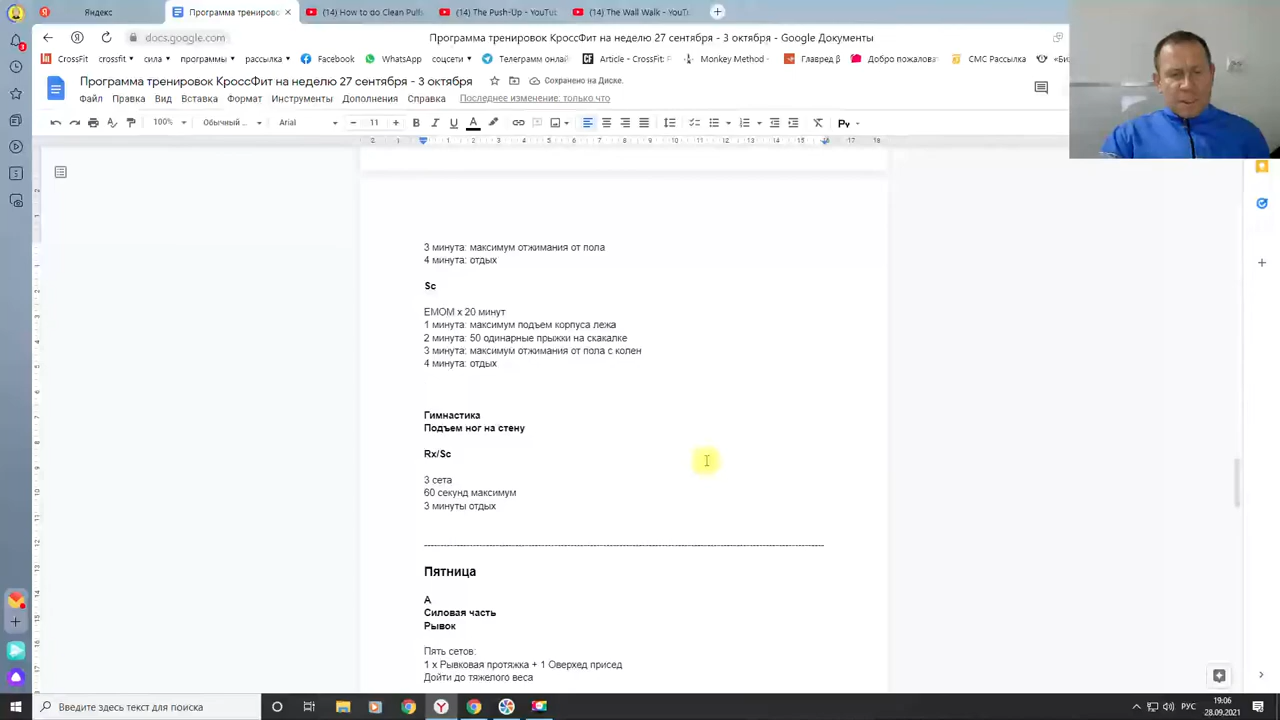 Яндекс
Программа тренировс
(14) How to do Clean Pull
(14) The Push-Up - YouTu
(14) The Wall Walk - YouTu
docs.google.com
Программа тренировок КроссФит на неделю 27 сентября - 3 октября - Google Документы
CrossFit
crossfit
сила
программы
рассылка
Facebook
WhatsApp
соцсети
Телеграмм онлай
Article - CrossFit: F
Monkey Method
Главред β
Добро пожалова
СМС Рассылка
Программа тренировок КроссФит на неделю 27 сентября - 3 октября
Сохранено на Диске.
Файл Правка Вид Вставка Формат Инструменты Дополнения Справка
Последнее изменение: только что
100%
Обычный ...
Arial
11
3 минута: максимум отжимания от пола
4 минута: отдых
Sc
EMOM x 20 минут
1 минута: максимум подъем корпуса лежа
2 минута: 50 одинарные прыжки на скакалке
3 минута: максимум отжимания от пола с колен
4 минута: отдых
Гимнастика
Подъем ног на стену
Rx/Sc
3 сета
60 секунд максимум
3 минуты отдых
Пятница
А
Силовая часть
Рывок
Пять сетов:
1 x Рывковая протяжка + 1 Оверхед присед
Дойти до тяжелого веса
Введите здесь текст для поиска
РУС
19:06
28.09.2021